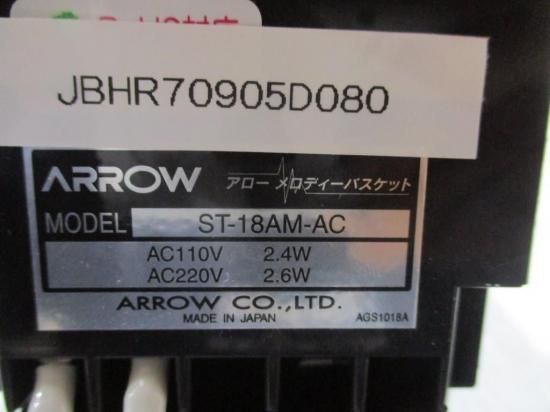 JBHR70905D080
ARROW アロー メロディーバスケット
MODEL ST-18AM-AC
AC110V 2.4W
AC220V 2.6W
ARROW CO.,LTD.
MADE IN JAPAN AGS1018A